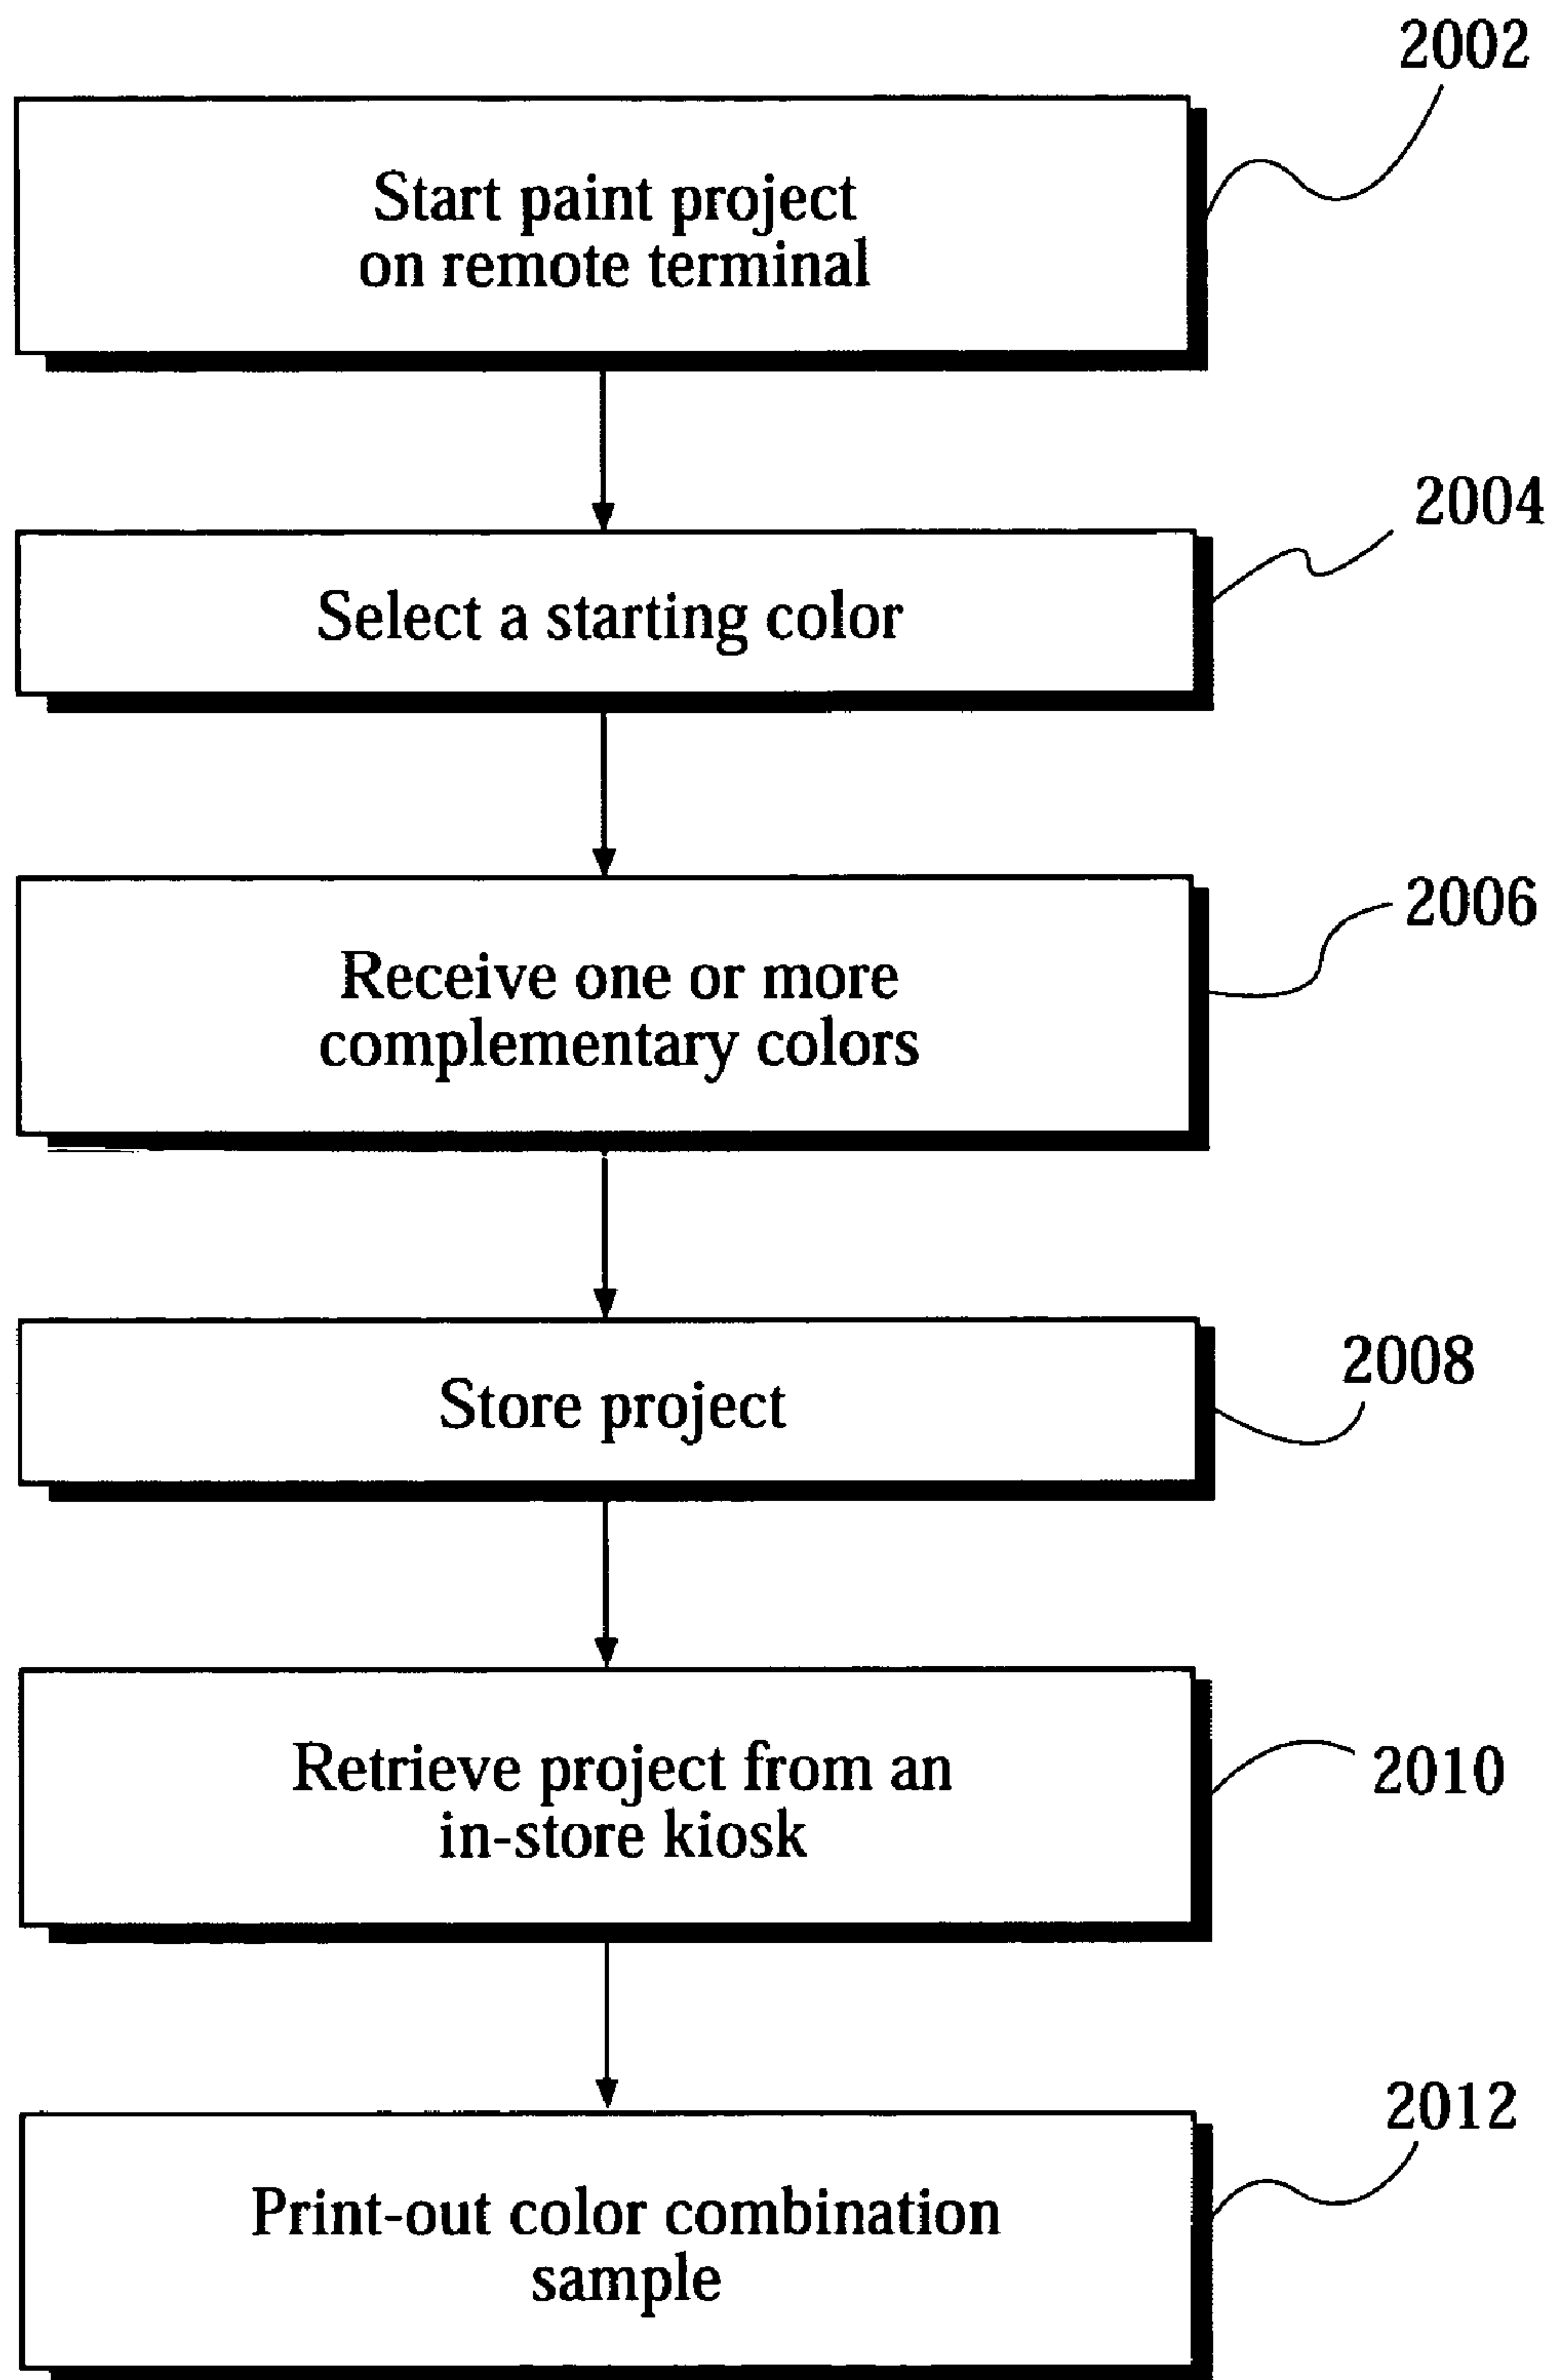 2002
Start paint project
on remote terminal
2004
Select a starting color
2006
Receive one or more
complementary colors
2008
Store project
2010
Retrieve project from an
in-store kiosk
2012
Print-out color combination
sample